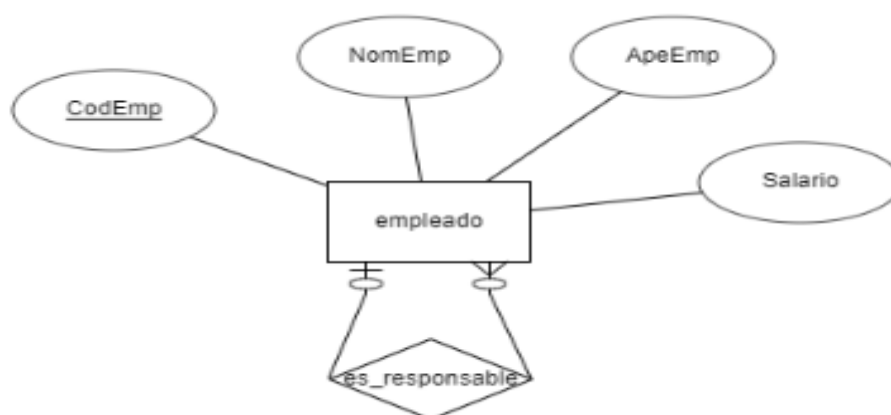 NomEmp
ApeEmp
CodEmp
Salario
empleado
es_responsable